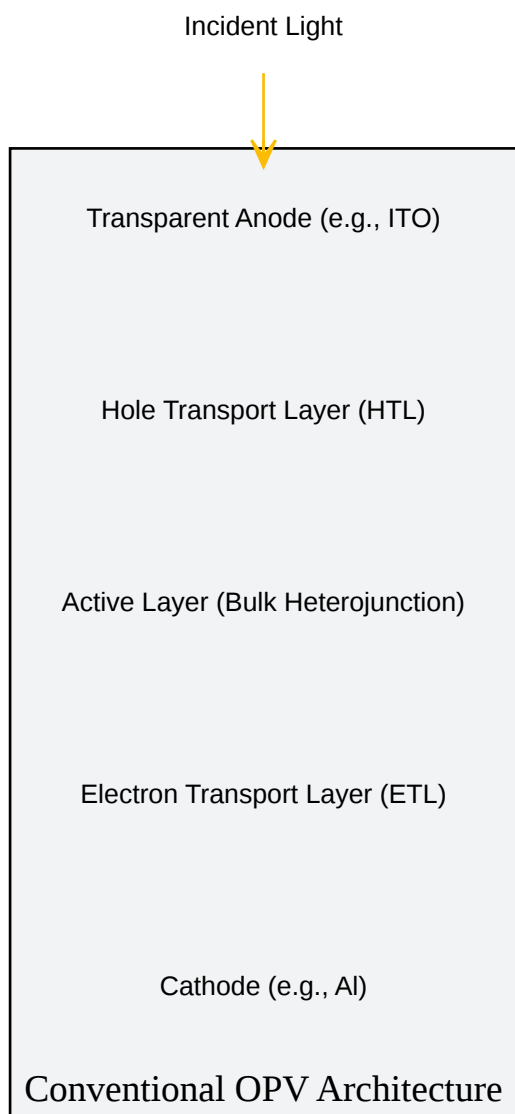 Incident Light
Transparent Anode (e.g., ITO)
Hole Transport Layer (HTL)
Active Layer (Bulk Heterojunction)
Electron Transport Layer (ETL)
Cathode (e.g., Al)
Conventional OPV Architecture